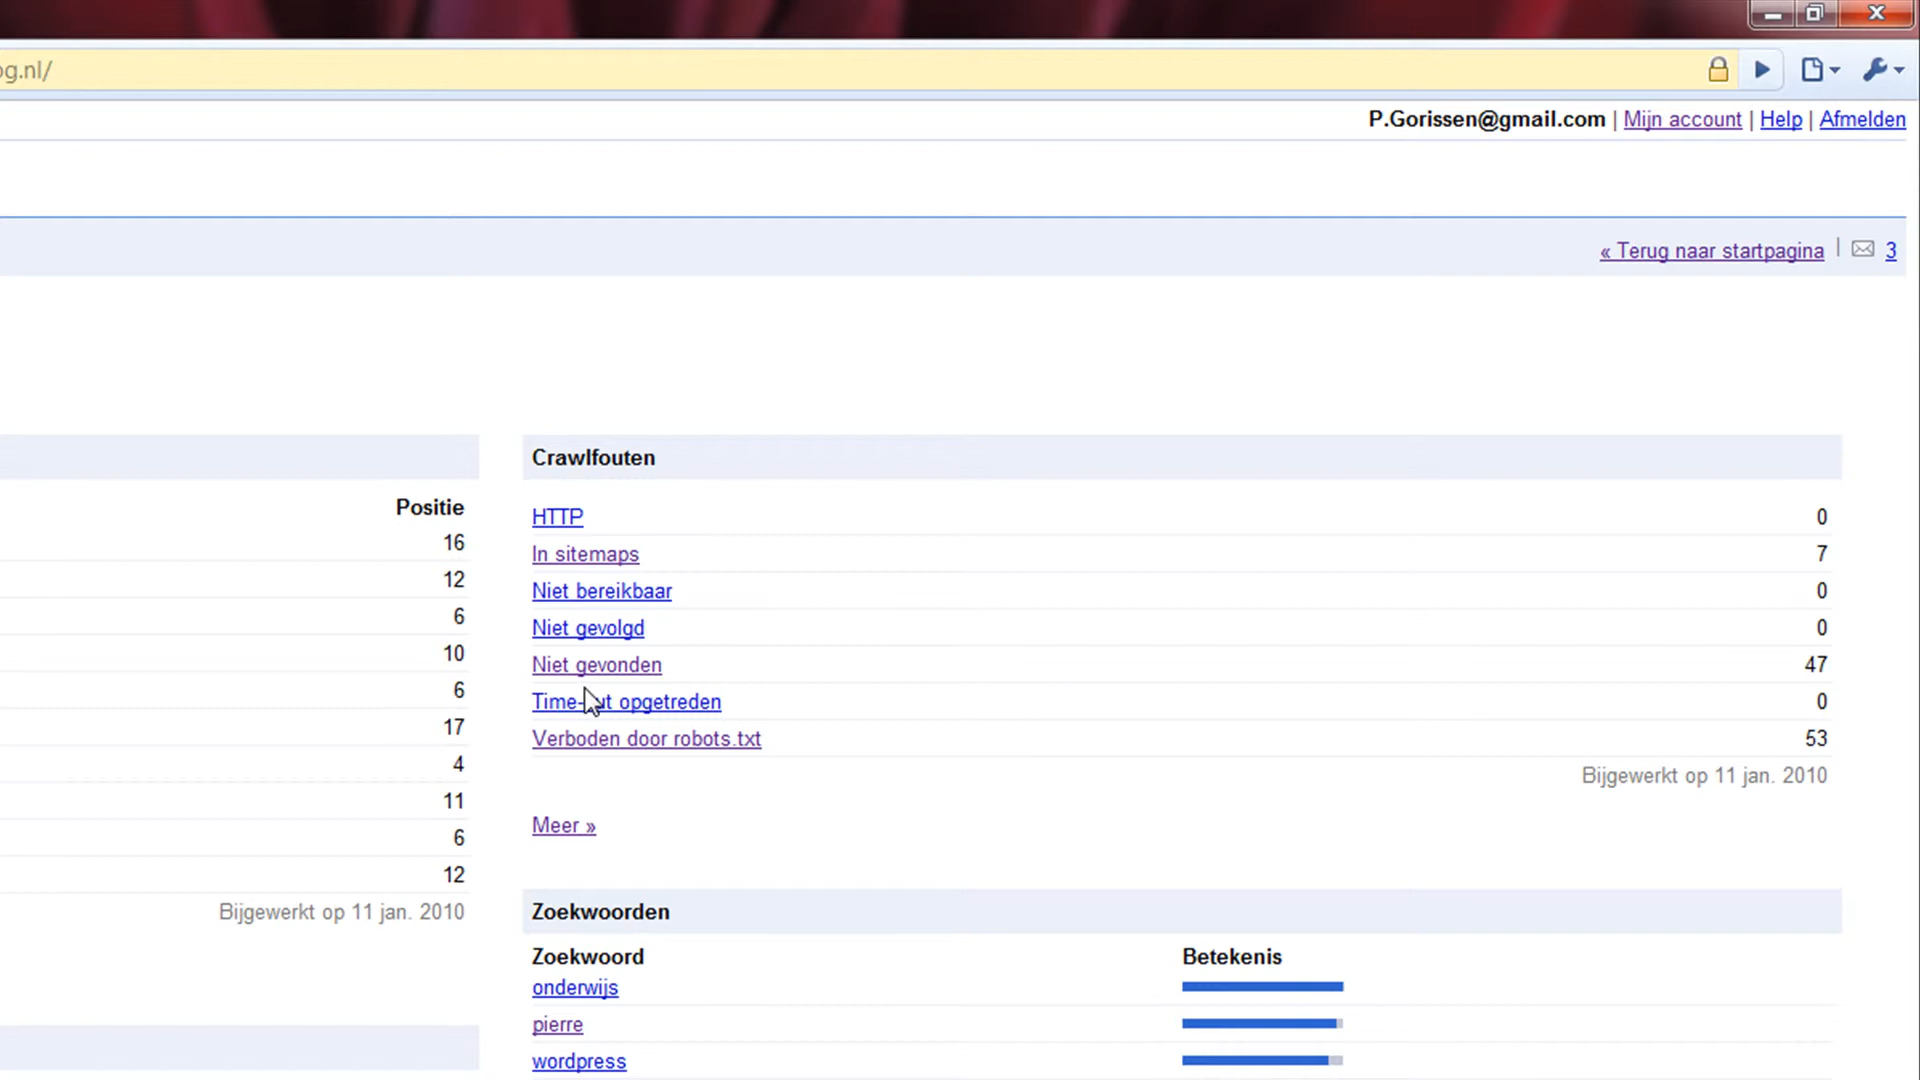 og.nl/
P.Gorissen@gmail.com | Mijn account | Help | Afmelden
« Terug naar startpagina | 3
Positie
16
12
6
10
6
17
4
11
6
12
Bijgewerkt op 11 jan. 2010
Crawlfouten
HTTP 0
In sitemaps 7
Niet bereikbaar 0
Niet gevolgd 0
Niet gevonden 47
Time-out opgetreden 0
Verboden door robots.txt 53
Bijgewerkt op 11 jan. 2010
Meer »
Zoekwoorden
Zoekwoord Betekenis
onderwijs
pierre
wordpress